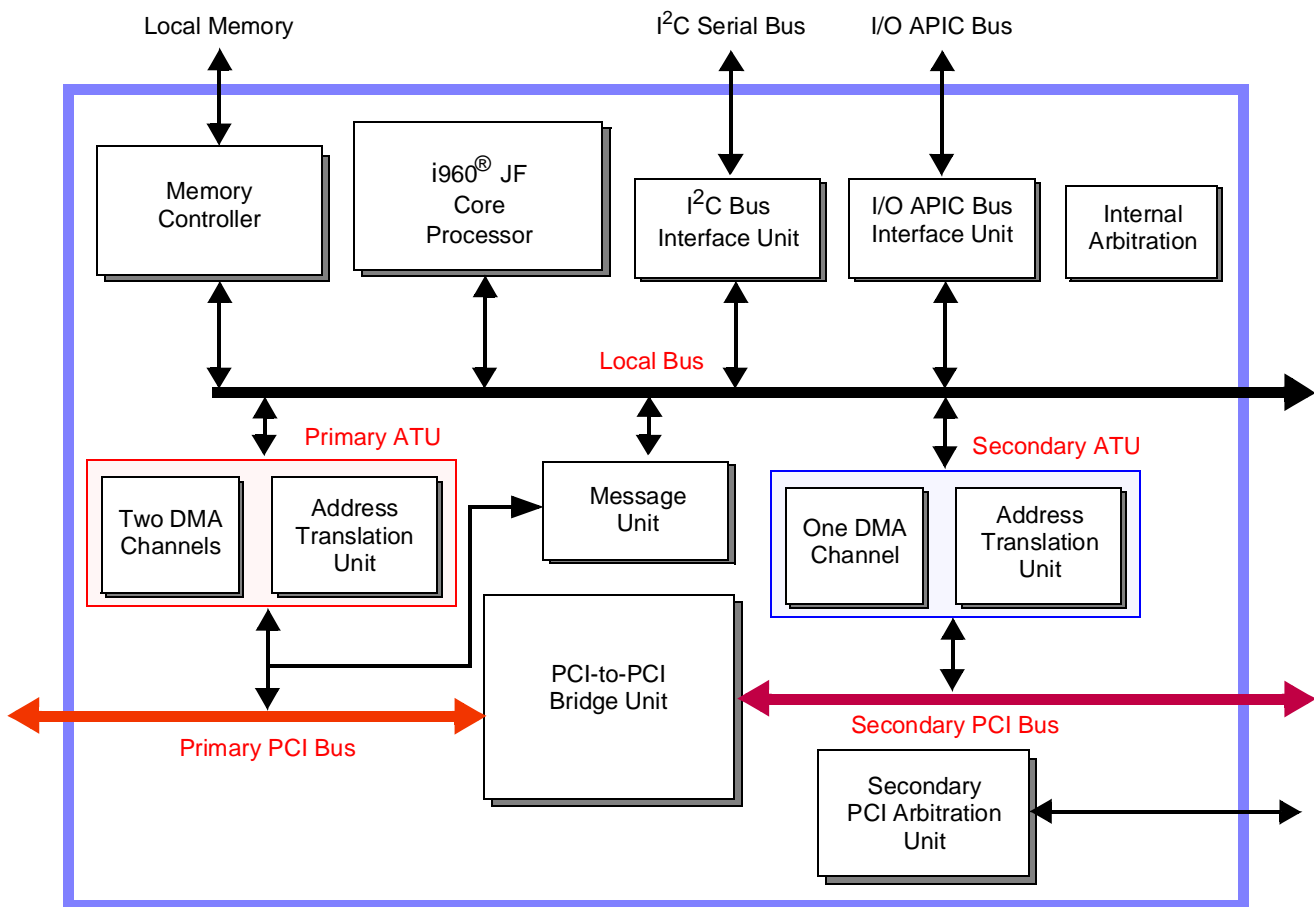 Local Memory
I²C Serial Bus
I/O APIC Bus
Memory
Controller
i960® JF
Core
Processor
I²C Bus
Interface Unit
I/O APIC Bus
Interface Unit
Internal
Arbitration
Local Bus
Primary ATU
Secondary ATU
Two DMA
Channels
Address
Translation
Unit
Message
Unit
One DMA
Channel
Address
Translation
Unit
PCI-to-PCI
Bridge Unit
Primary PCI Bus
Secondary PCI Bus
Secondary
PCI Arbitration
Unit